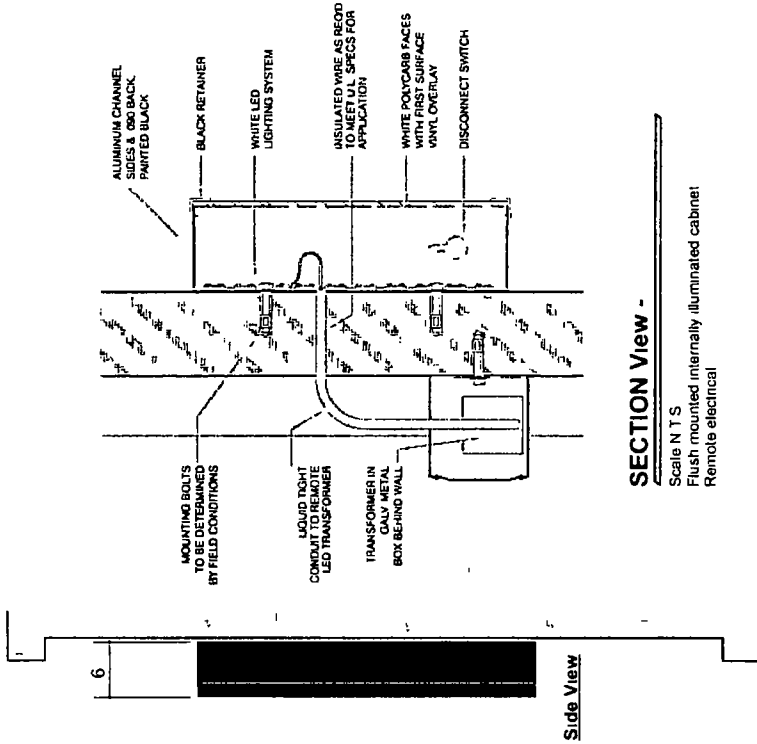 ALUMINUM CHANNEL
SIDES & 090 BACK,
PAINTED BLACK
BLACK RETAINER
WHITE LED
LIGHTING SYSTEM
INSULATED WIRE AS REQ'D
TO MEET U.L. SPECS FOR
APPLICATION
WHITE POLYCARB FACES
WITH FIRST SURFACE
VINYL OVERLAY
DISCONNECT SWITCH
MOUNTING BOLTS
TO BE DETERMINED
BY FIELD CONDITIONS
LIQUID TIGHT
CONDUIT TO REMOTE
LED TRANSFORMER
TRANSFORMER IN
GALV METAL
BOX BEHIND WALL
SECTION View -
Scale N T S
Flush mounted internally illuminated cabinet
Remote electrical
6
Side View